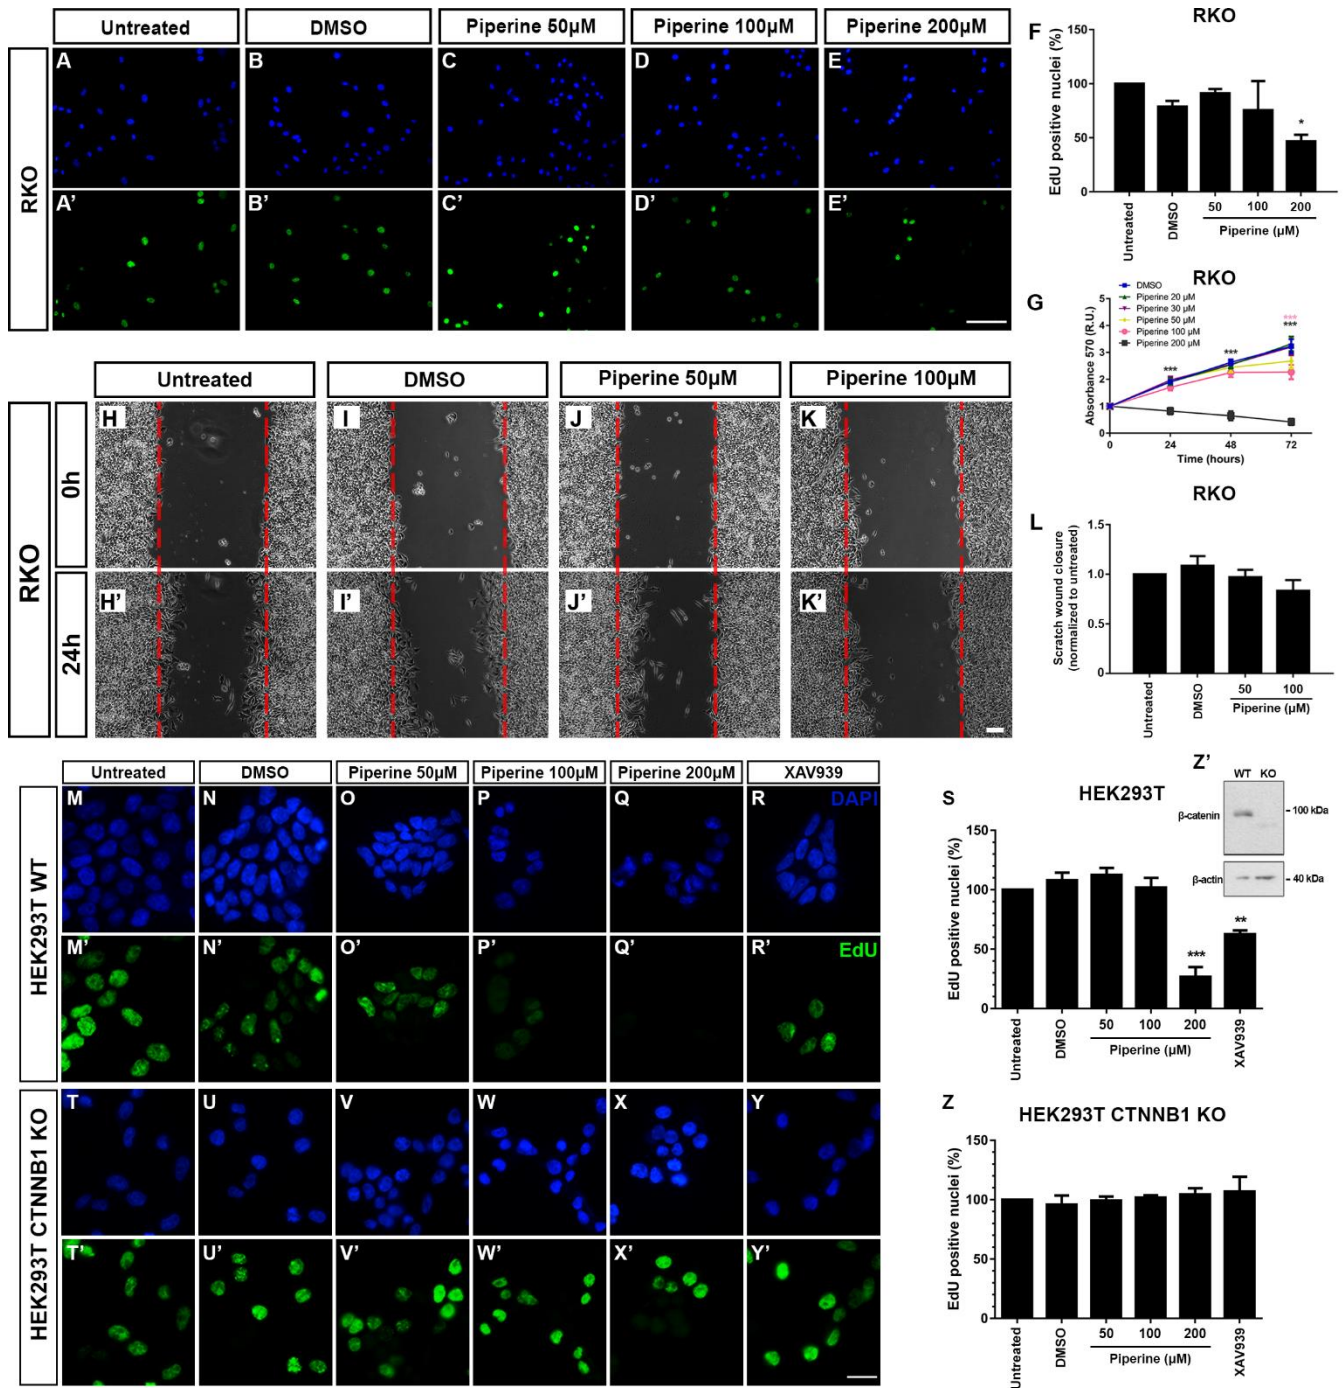 Untreated
DMSO
Piperine 50µM
Piperine 100µM
Piperine 200µM
RKO
A
B
C
D
E
A'
B'
C'
D'
E'
F
RKO
EdU positive nuclei (%)
150
100
50
0
Untreated
DMSO
50
100
200
Piperine (µM)
*
G
RKO
DMSO
Piperine 20 µM
Piperine 30 µM
Piperine 50 µM
Piperine 100 µM
Piperine 200 µM
Absorbance 570 (R.U.)
5
4
3
2
1
0
***
***
***
***
0
24
48
72
Time (hours)
Untreated
DMSO
Piperine 50µM
Piperine 100µM
RKO
0h
24h
H
I
J
K
H'
I'
J'
K'
L
RKO
Scratch wound closure
(normalized to untreated)
1.5
1.0
0.5
0
Untreated
DMSO
50
100
Piperine (µM)
Untreated
DMSO
Piperine 50µM
Piperine 100µM
Piperine 200µM
XAV939
HEK293T WT
M
N
O
P
Q
R
DAPI
M'
N'
O'
P'
Q'
R'
EdU
HEK293T CTNNB1 KO
T
U
V
W
X
Y
T'
U'
V'
W'
X'
Y'
S
HEK293T
EdU positive nuclei (%)
150
100
50
0
***
**
Untreated
DMSO
50
100
200
Piperine (µM)
XAV939
Z'
WT KO
β-catenin
- 100 kDa
β-actin
- 40 kDa
Z
HEK293T CTNNB1 KO
EdU positive nuclei (%)
150
100
50
0
Untreated
DMSO
50
100
200
Piperine (µM)
XAV939